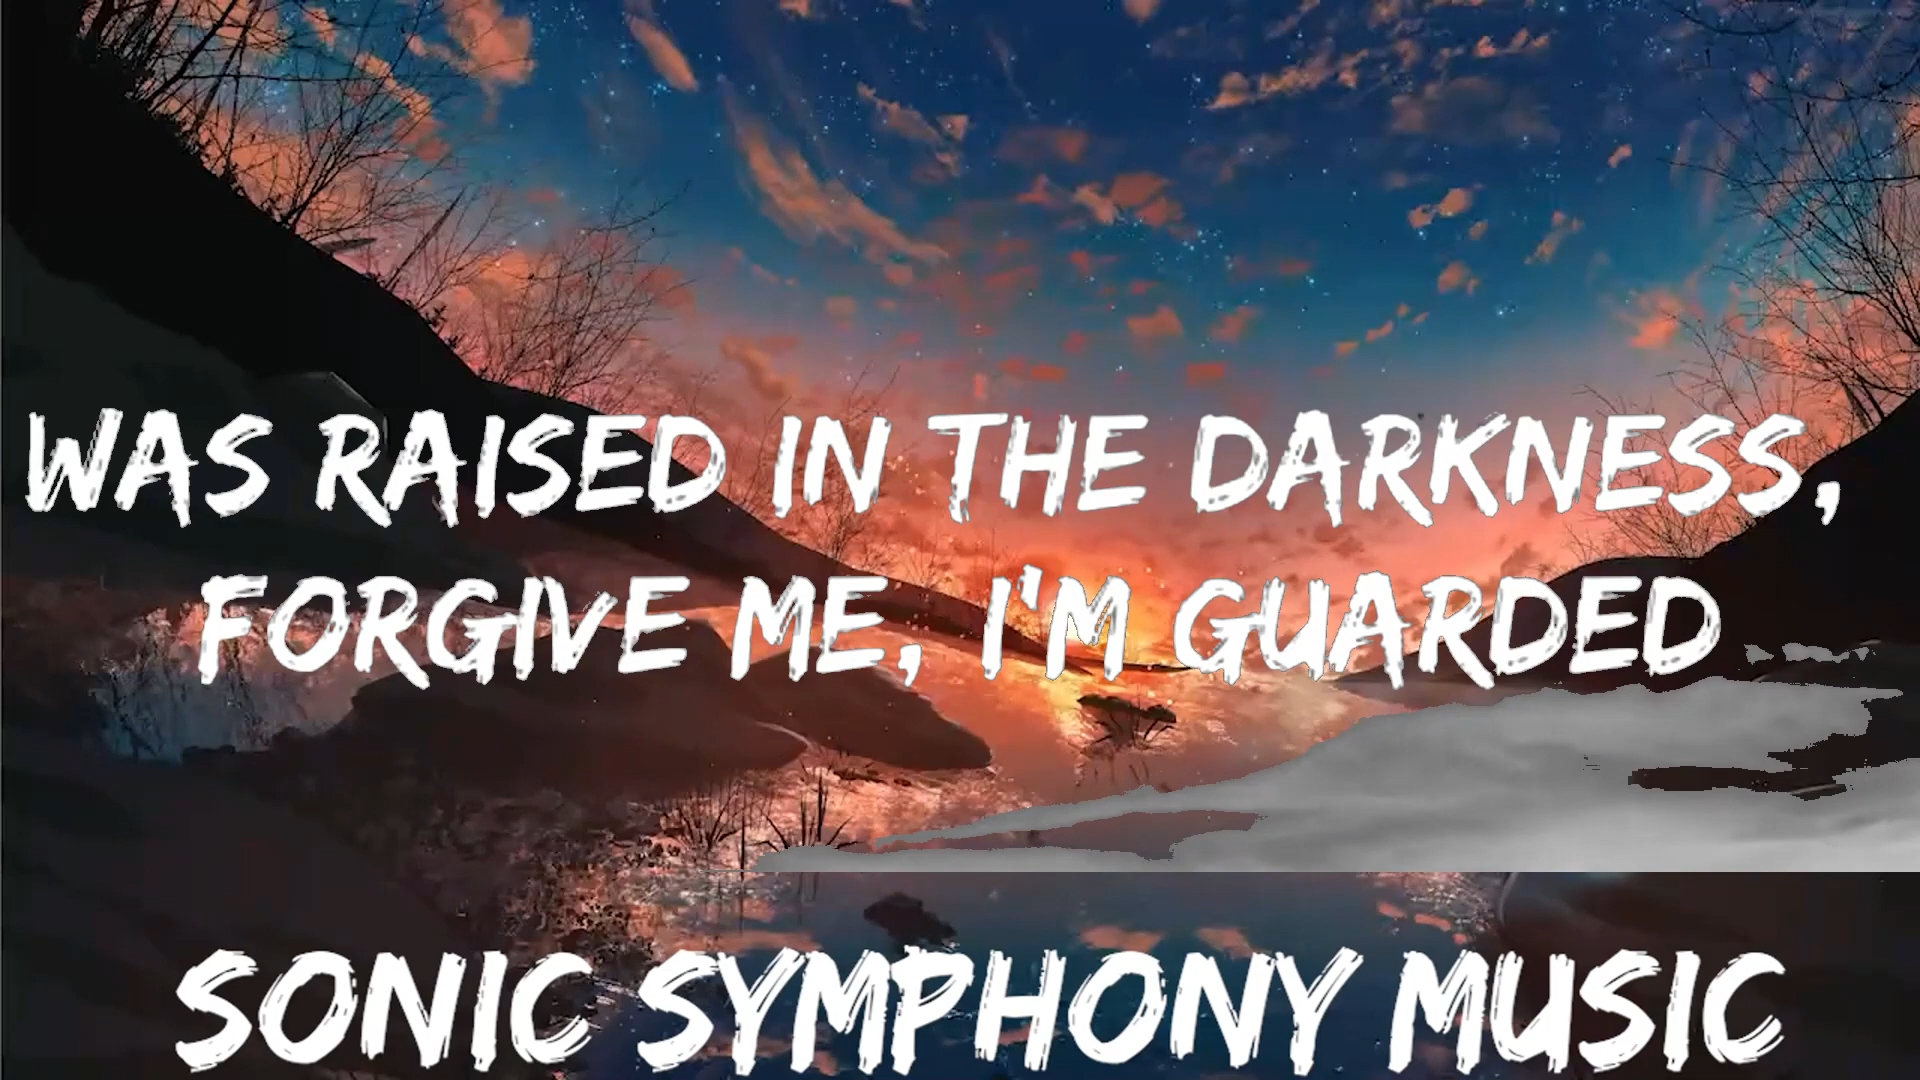 WAS RAISED IN THE DARKNESS,
FORGIVE ME, I'M GUARDED
SONIC SYMPHONY MUSIC